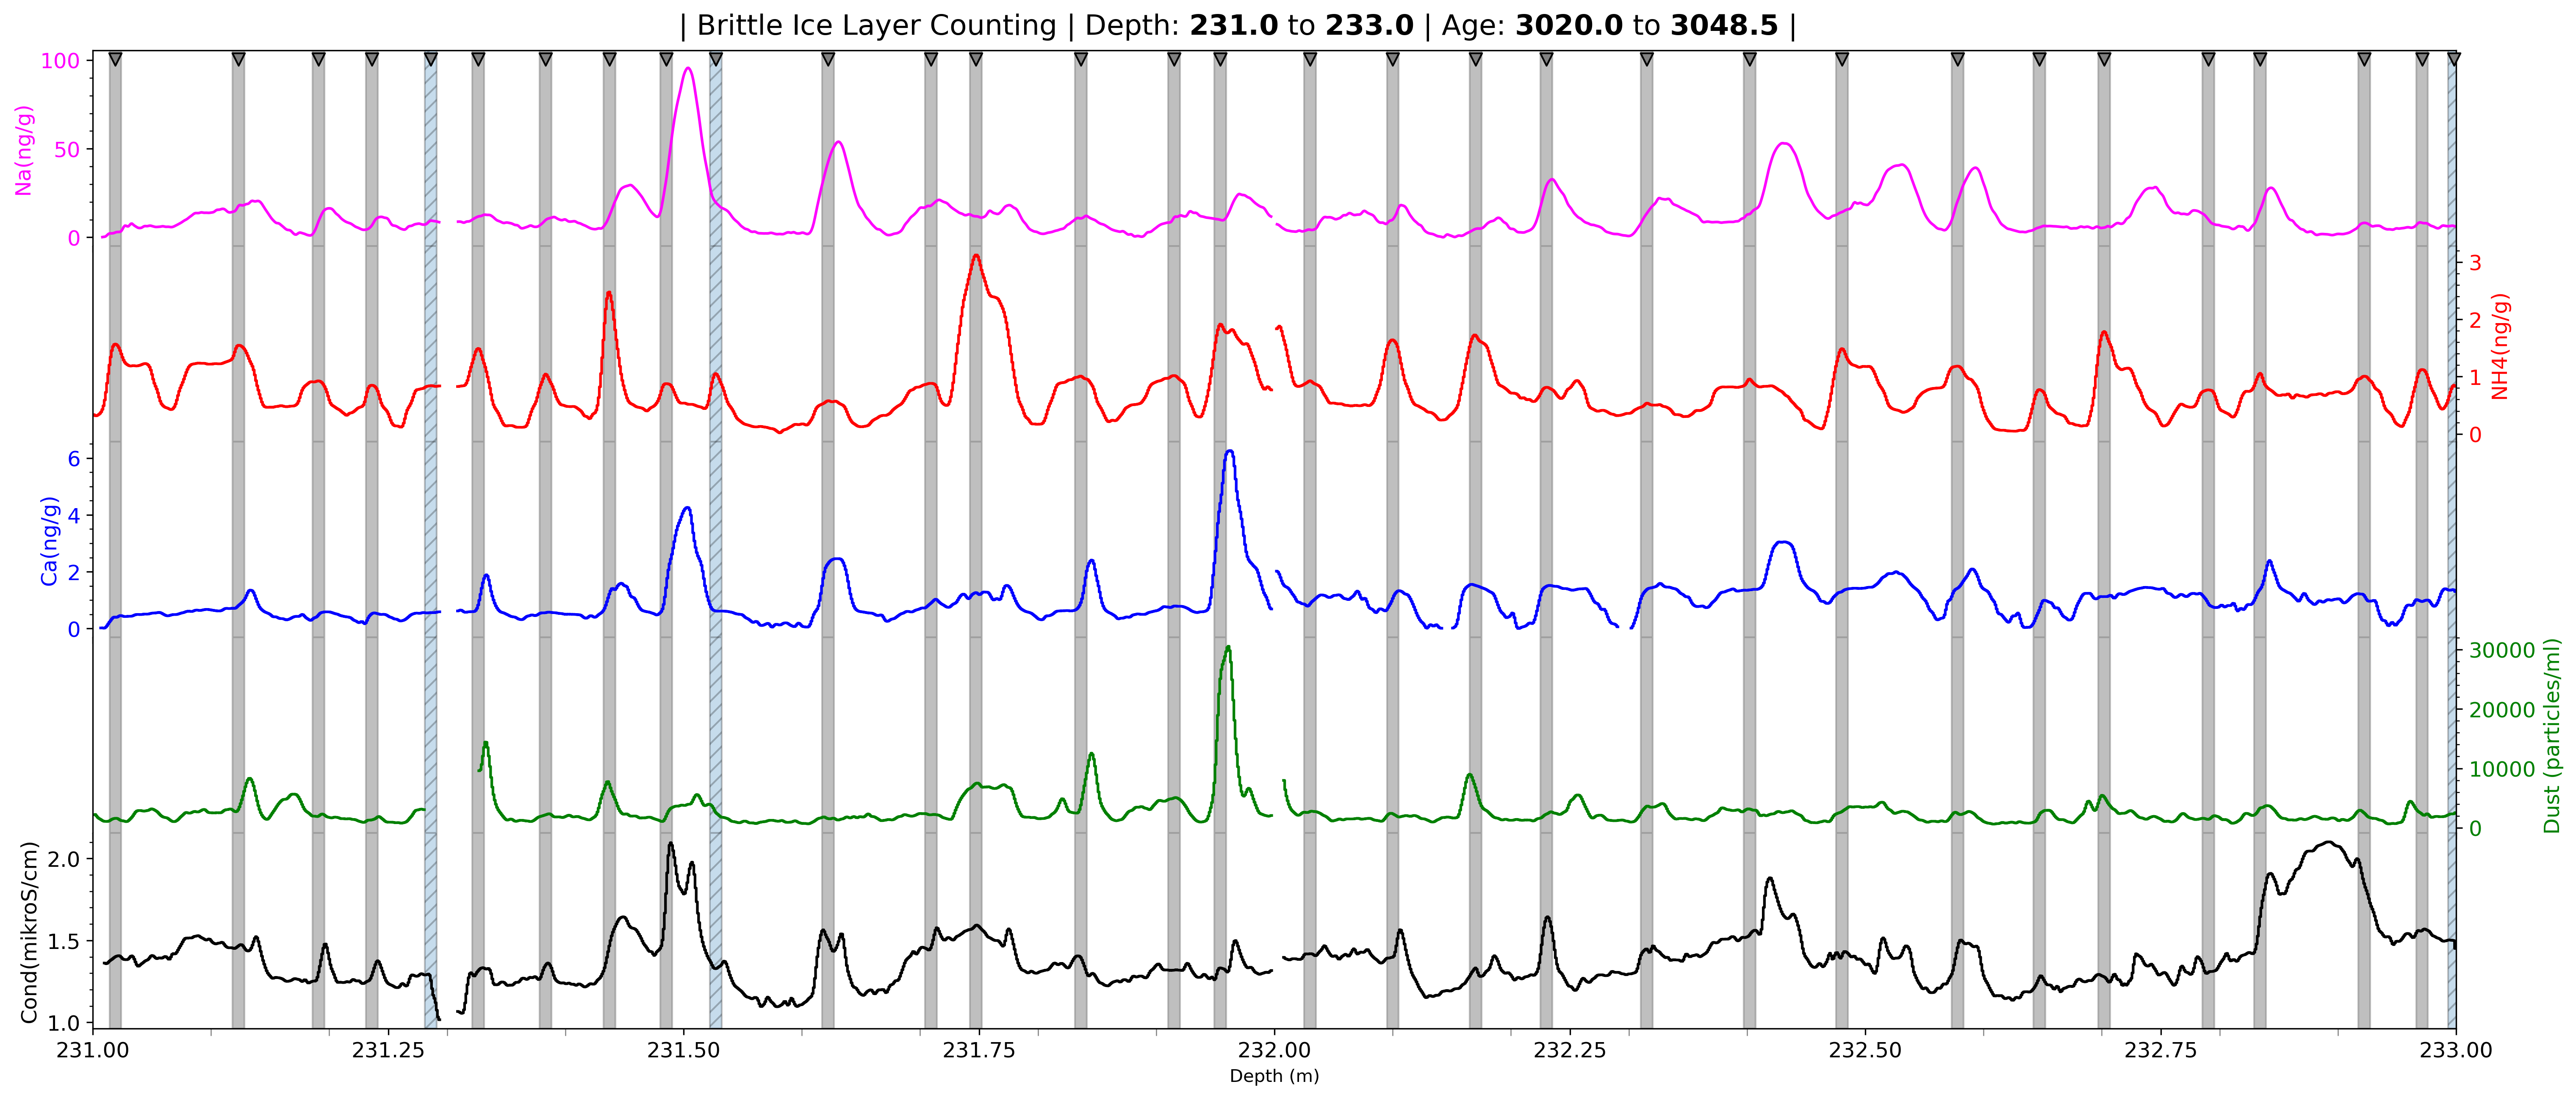 | Brittle Ice Layer Counting | Depth: 231.0 to 233.0 | Age: 3020.0 to 3048.5 |
Na(ng/g)
100
50
0
NH4(ng/g)
3
2
1
0
Ca(ng/g)
6
4
2
0
Dust (particles/ml)
30000
20000
10000
0
Cond(mikroS/cm)
2.0
1.5
1.0
231.00 231.25 231.50 231.75 232.00 232.25 232.50 232.75 233.00
Depth (m)